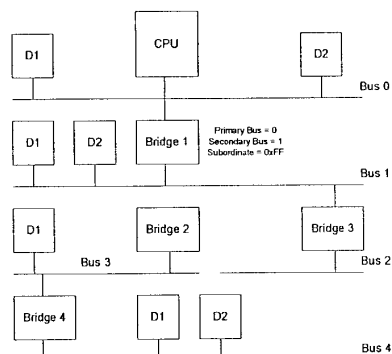 CPU
D1
D2
Bus 0
D1
D2
Bridge 1
Primary Bus = 0
Secondary Bus = 1
Subordinate = 0xFF
Bus 1
D1
Bridge 2
Bridge 3
Bus 3
Bus 2
Bridge 4
D1
D2
Bus 4